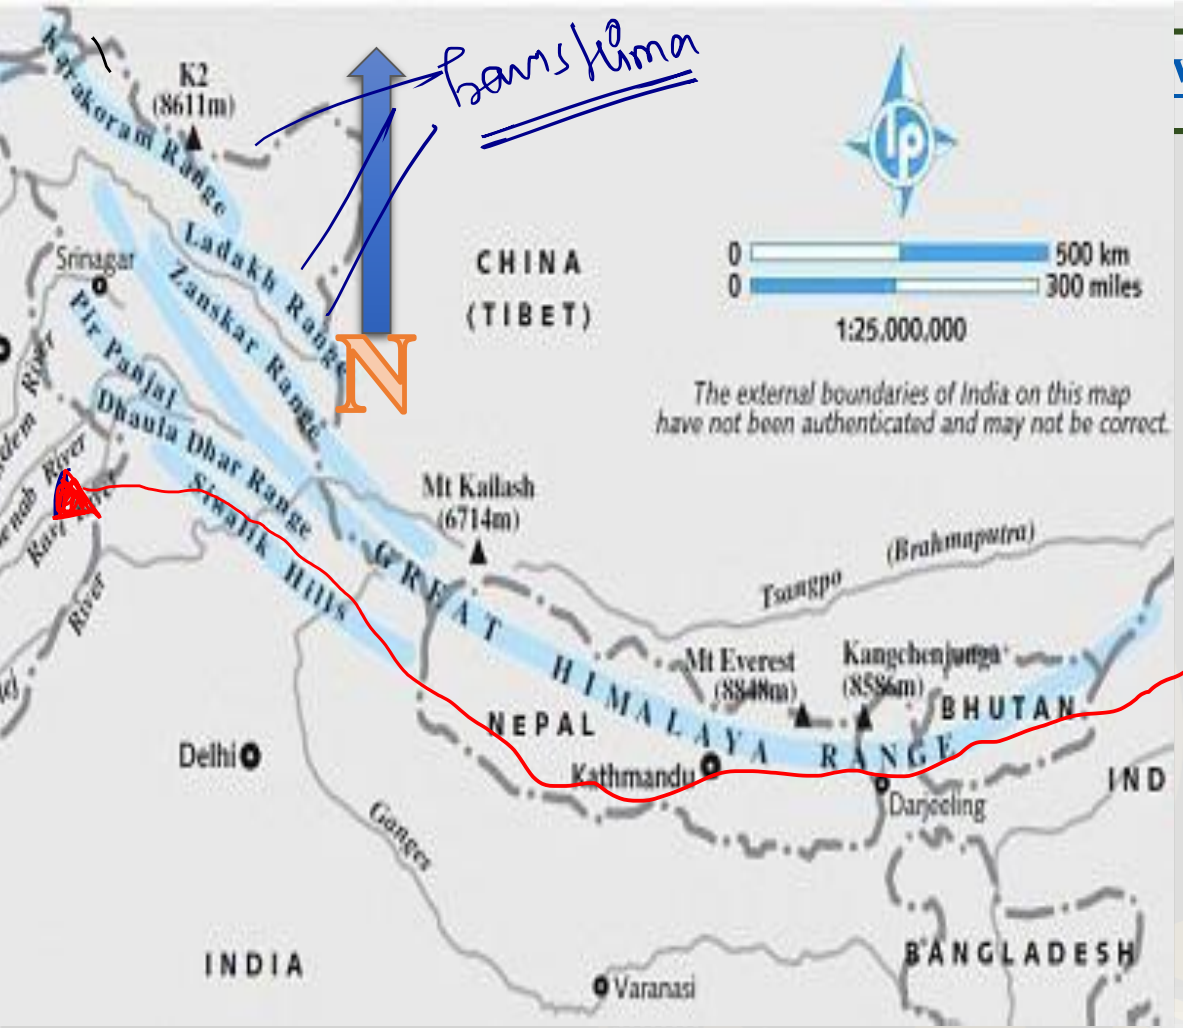 Karakoram Range
K2
(8611m)
lp
Ladakh Range
Srinagar
CHINA
(TIBET)
0 500 km
0 300 miles
1:25,000,000
Zanskar Range
Pir Panjal
N
River
The external boundaries of India on this map
have not been authenticated and may not be correct.
Dhaula Dhar Range
River
Siwalik Hills
Mt Kailash
(6714m)
(Brahmaputra)
Tsangpo
GREAT HIMALAYA RANGE
River
Mt Everest
(8848m)
Kangchenjunga
(8586m)
BHUTAN
NEPAL
Delhi
Kathmandu
IND
Darjeeling
Ganges
BANGLADESH
INDIA
Varanasi